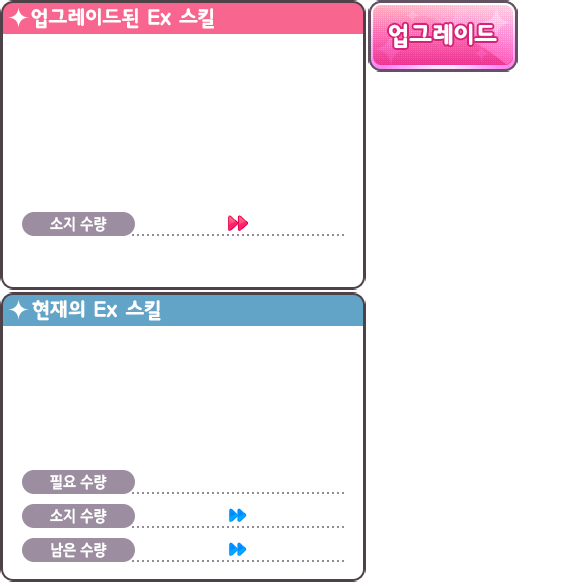 업그레이드된 Ex 스킬
업그레이드
소지 수량
현재의 Ex 스킬
필요 수량
소지 수량
남은 수량